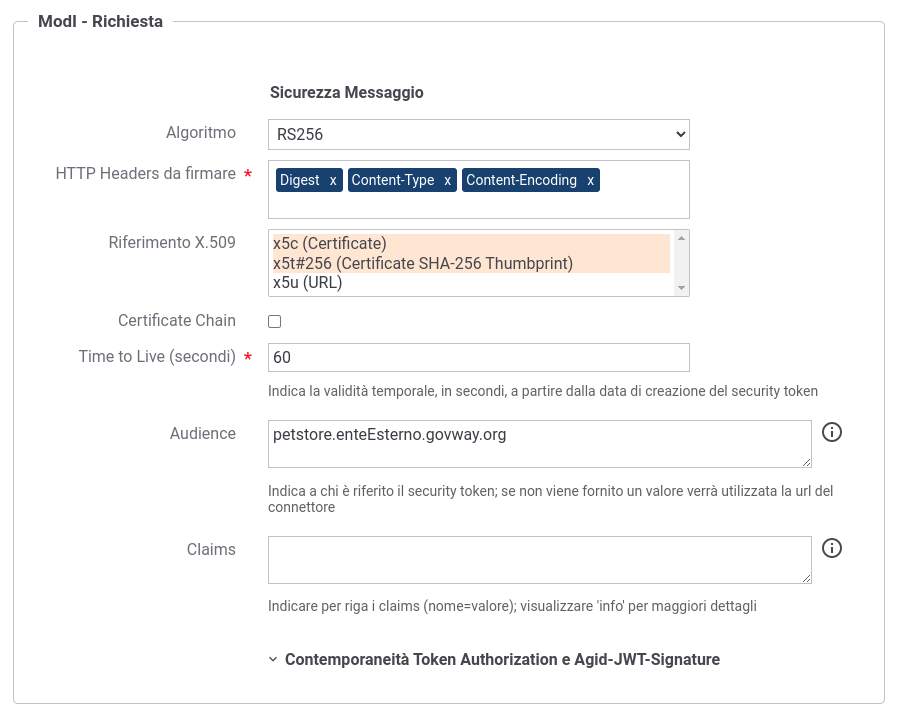 ModI - Richiesta
Sicurezza Messaggio
Algoritmo
RS256
HTTP Headers da firmare *
Digest x Content-Type x Content-Encoding x
Riferimento X.509
x5c (Certificate)
x5t#256 (Certificate SHA-256 Thumbprint)
x5u (URL)
Certificate Chain
Time to Live (secondi) *
60
Indica la validità temporale, in secondi, a partire dalla data di creazione del security token
Audience
petstore.enteEsterno.govway.org
Indica a chi è riferito il security token; se non viene fornito un valore verrà utilizzata la url del
connettore
Claims
Indicare per riga i claims (nome=valore); visualizzare 'info' per maggiori dettagli
Contemporaneità Token Authorization e Agid-JWT-Signature